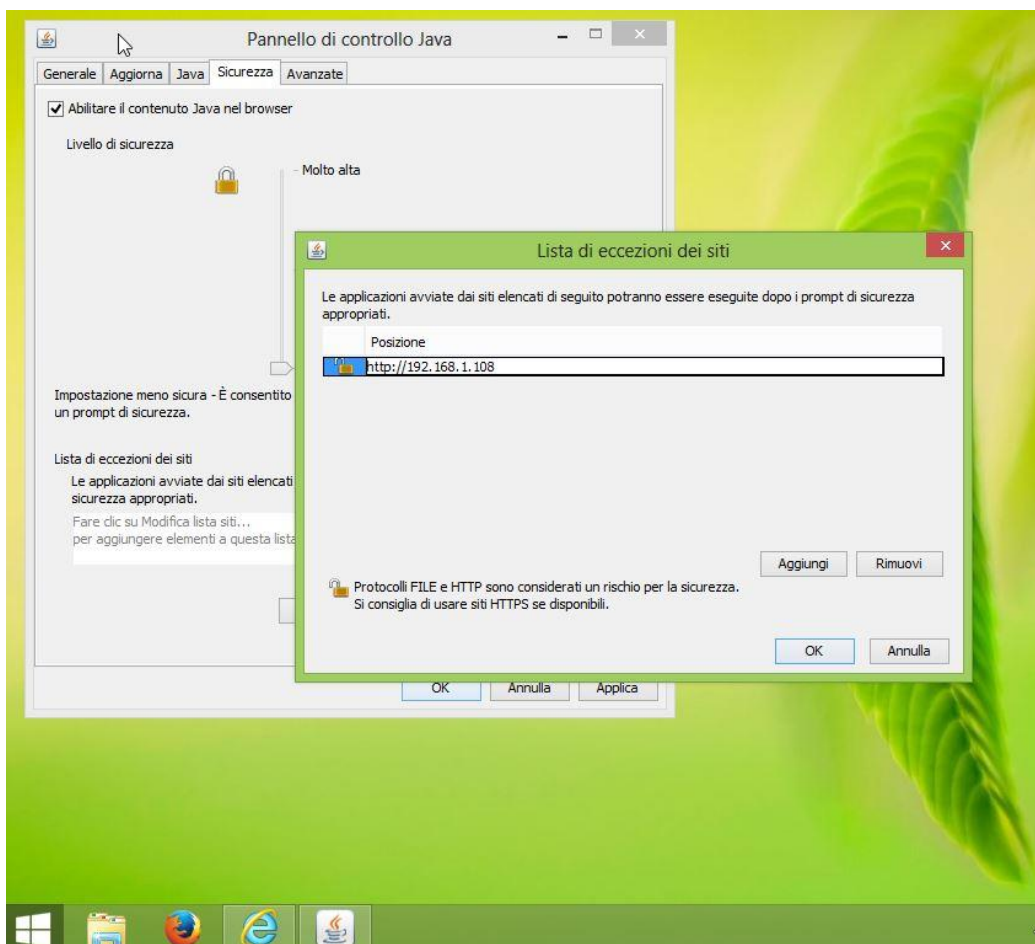 Pannello di controllo Java
Generale Aggiorna Java Sicurezza Avanzate
Abilitare il contenuto Java nel browser
Livello di sicurezza
- Molto alta
Impostazione meno sicura - È consentito
un prompt di sicurezza.
Lista di eccezioni dei siti
Le applicazioni avviate dai siti elencati
sicurezza appropriati.
Fare clic su Modifica lista siti...
per aggiungere elementi a questa lista
OK Annulla Applica
Lista di eccezioni dei siti
Le applicazioni avviate dai siti elencati di seguito potranno essere eseguite dopo i prompt di sicurezza
appropriati.
Posizione
http://192.168.1.108
Aggiungi Rimuovi
Protocolli FILE e HTTP sono considerati un rischio per la sicurezza.
Si consiglia di usare siti HTTPS se disponibili.
OK Annulla